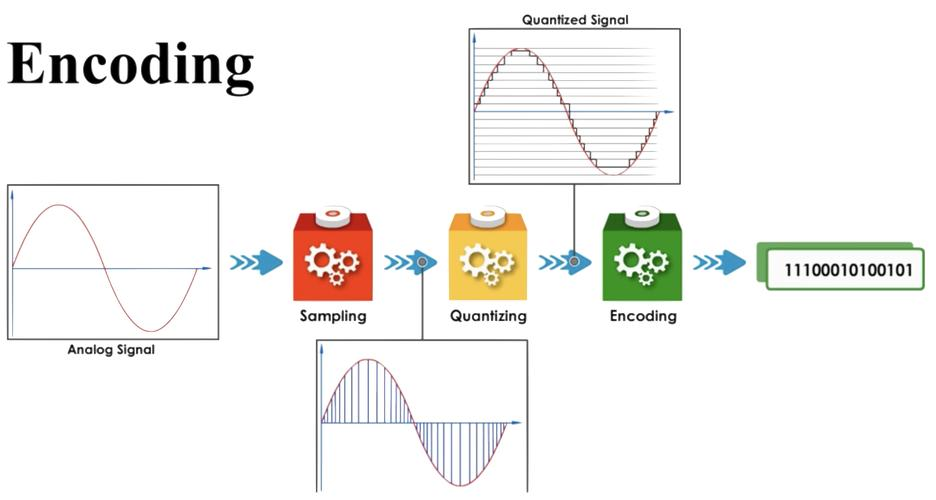 Encoding
Quantized Signal
Analog Signal
Sampling
Quantizing
Encoding
11100010100101